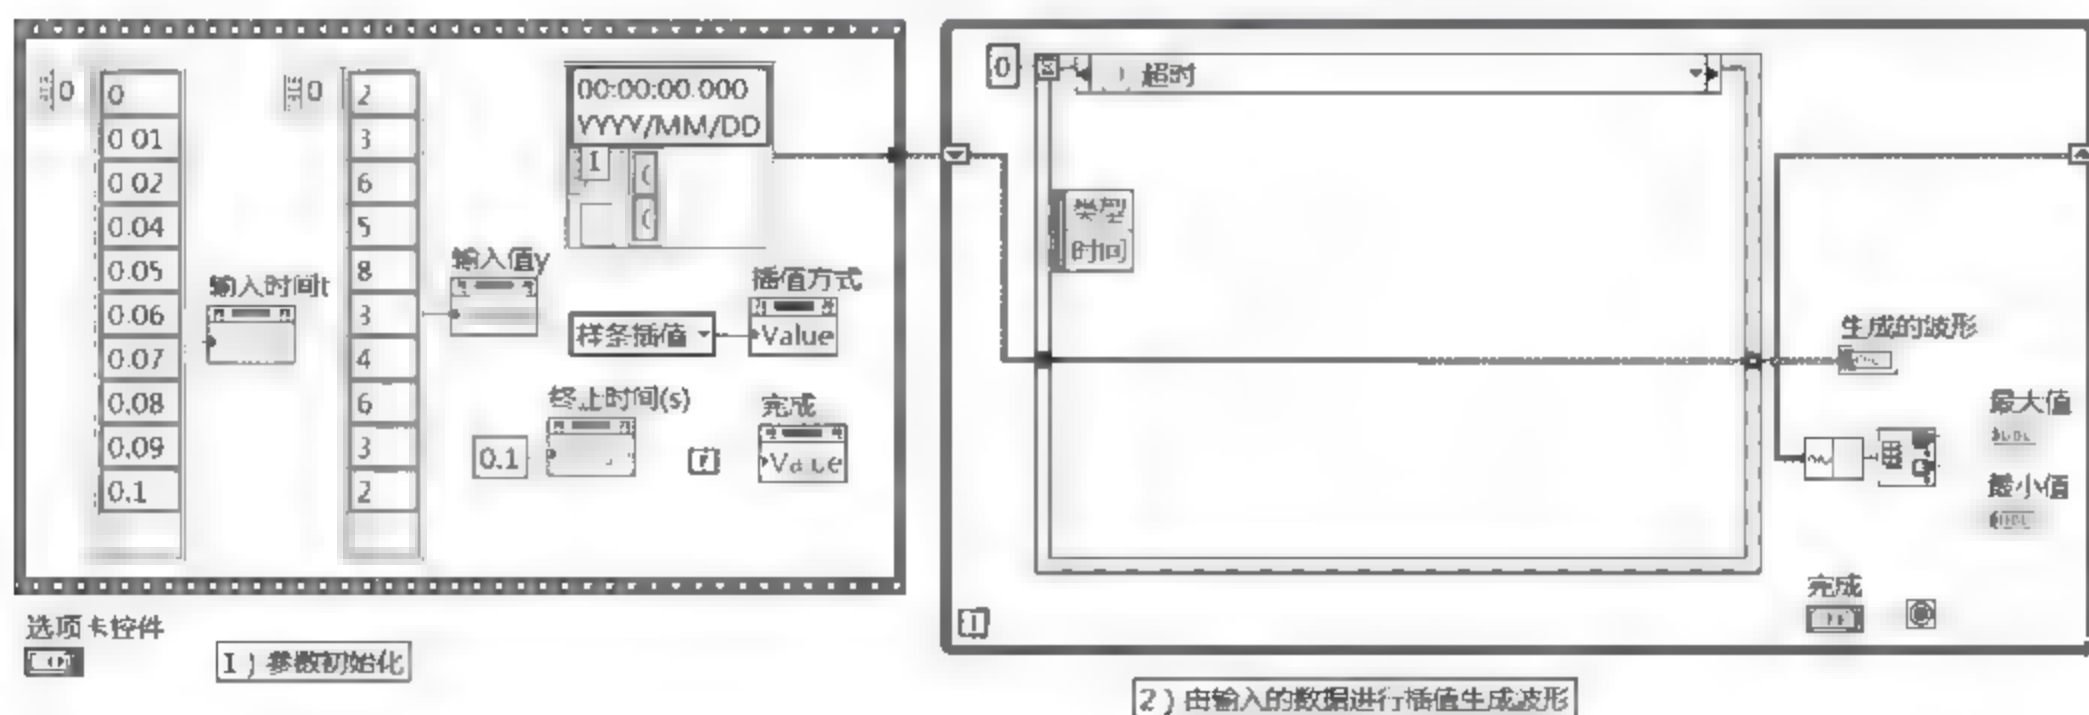 0
0
0.01
0.02
0.04
0.05
0.06
0.07
0.08
0.09
0.1
输入时间t
0
2
3
6
5
8
3
4
6
3
2
输入值y
00:00:00.000
YYYY/MM/DD
I
插值方式
样条插值
Value
终止时间(s)
0.1
完成
F
Value
选项卡控件
1）参数初始化
0
超时
类型
时间
生成的波形
最大值
最小值
完成
2）由输入的数据进行插值生成波形